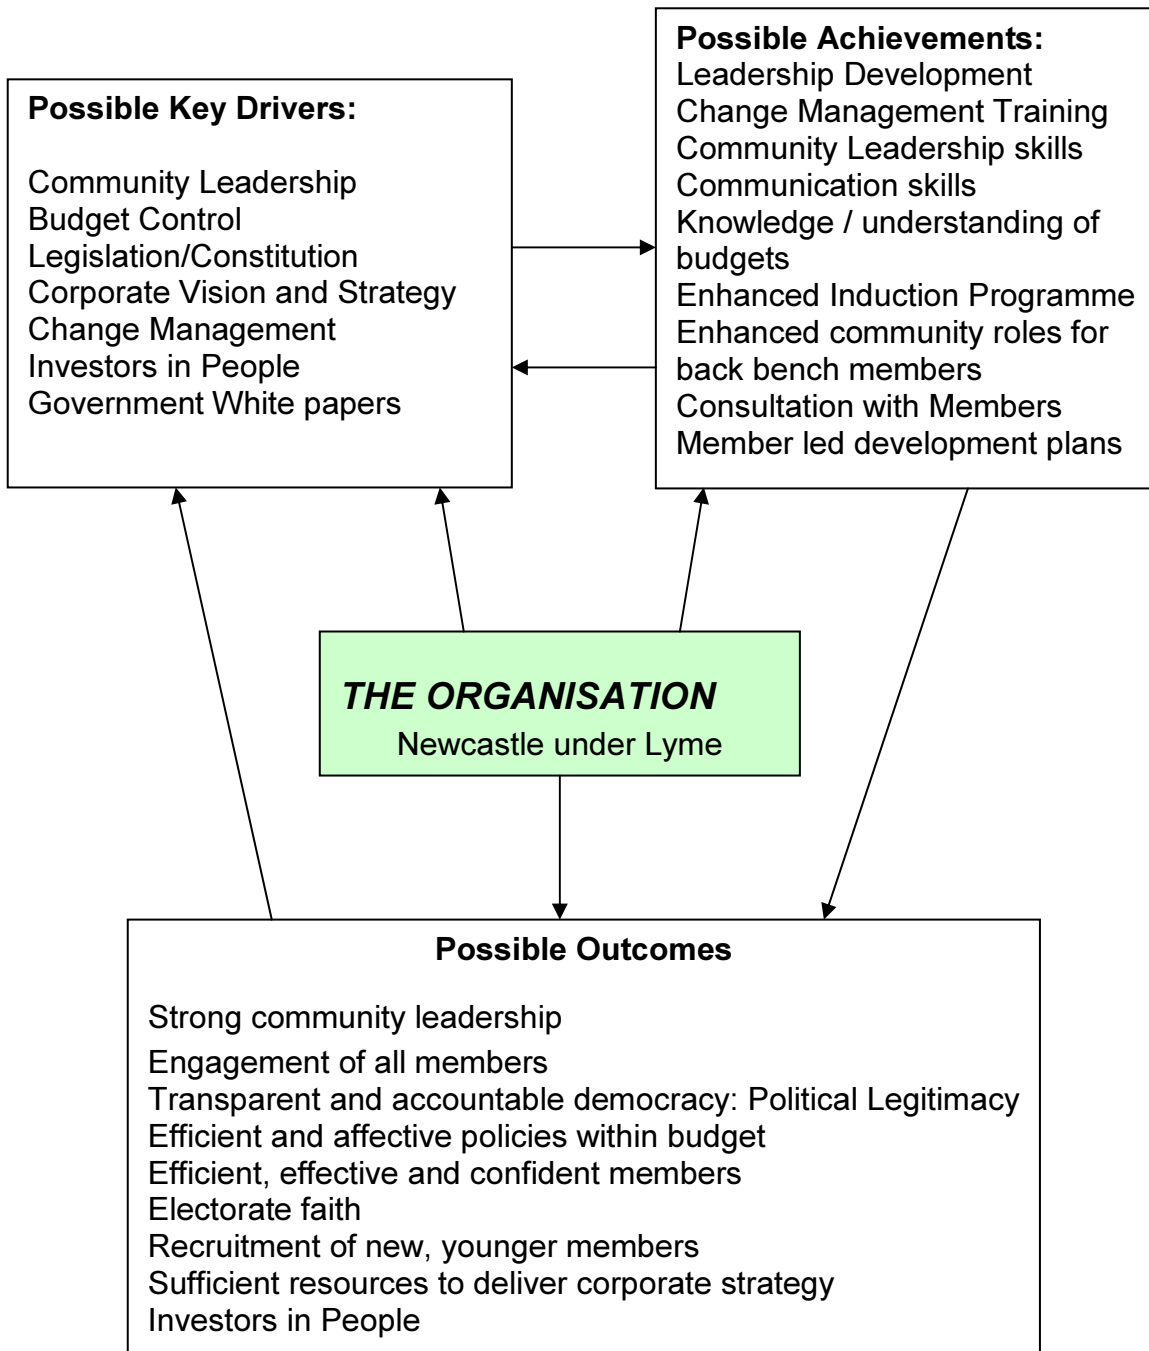 Possible Key Drivers:
Community Leadership
Budget Control
Legislation/Constitution
Corporate Vision and Strategy
Change Management
Investors in People
Government White papers
Possible Achievements:
Leadership Development
Change Management Training
Community Leadership skills
Communication skills
Knowledge / understanding of
budgets
Enhanced Induction Programme
Enhanced community roles for
back bench members
Consultation with Members
Member led development plans
THE ORGANISATION
Newcastle under Lyme
Possible Outcomes
Strong community leadership
Engagement of all members
Transparent and accountable democracy: Political Legitimacy
Efficient and affective policies within budget
Efficient, effective and confident members
Electorate faith
Recruitment of new, younger members
Sufficient resources to deliver corporate strategy
Investors in People